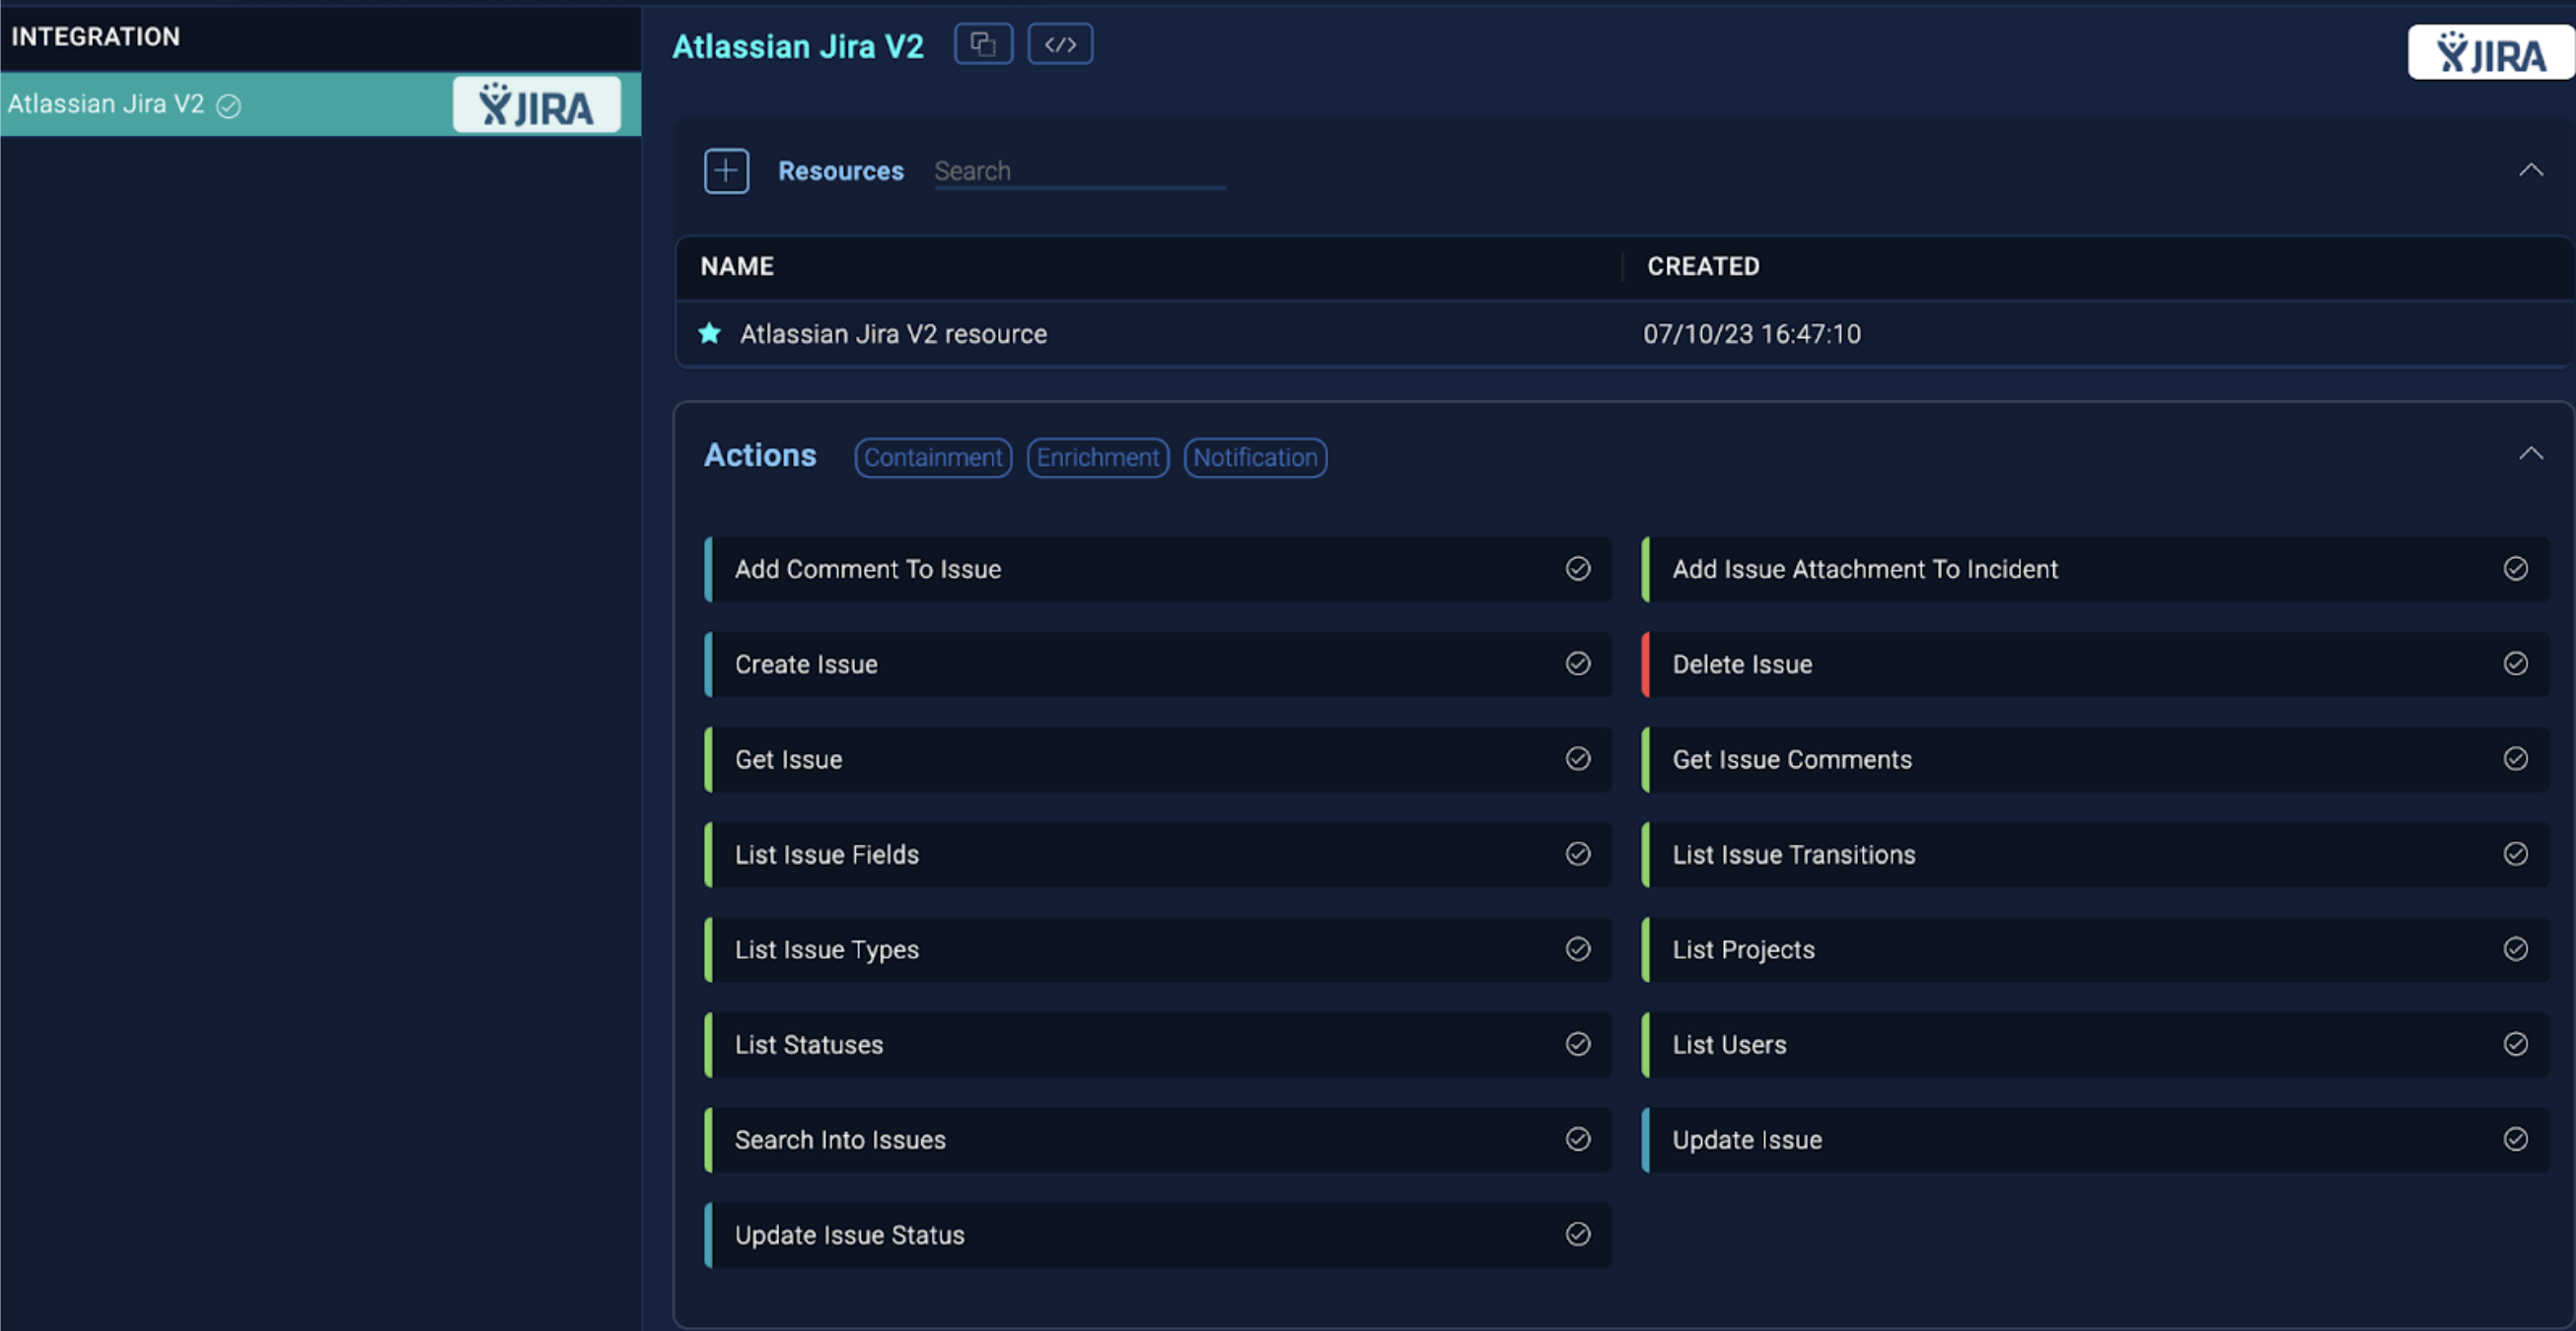 INTEGRATION
Atlassian Jira V2
JIRA
Atlassian Jira V2
</>
JIRA
Resources
Search
NAME
CREATED
Atlassian Jira V2 resource
07/10/23 16:47:10
Actions
Containment
Enrichment
Notification
Add Comment To Issue
Add Issue Attachment To Incident
Create Issue
Delete Issue
Get Issue
Get Issue Comments
List Issue Fields
List Issue Transitions
List Issue Types
List Projects
List Statuses
List Users
Search Into Issues
Update Issue
Update Issue Status